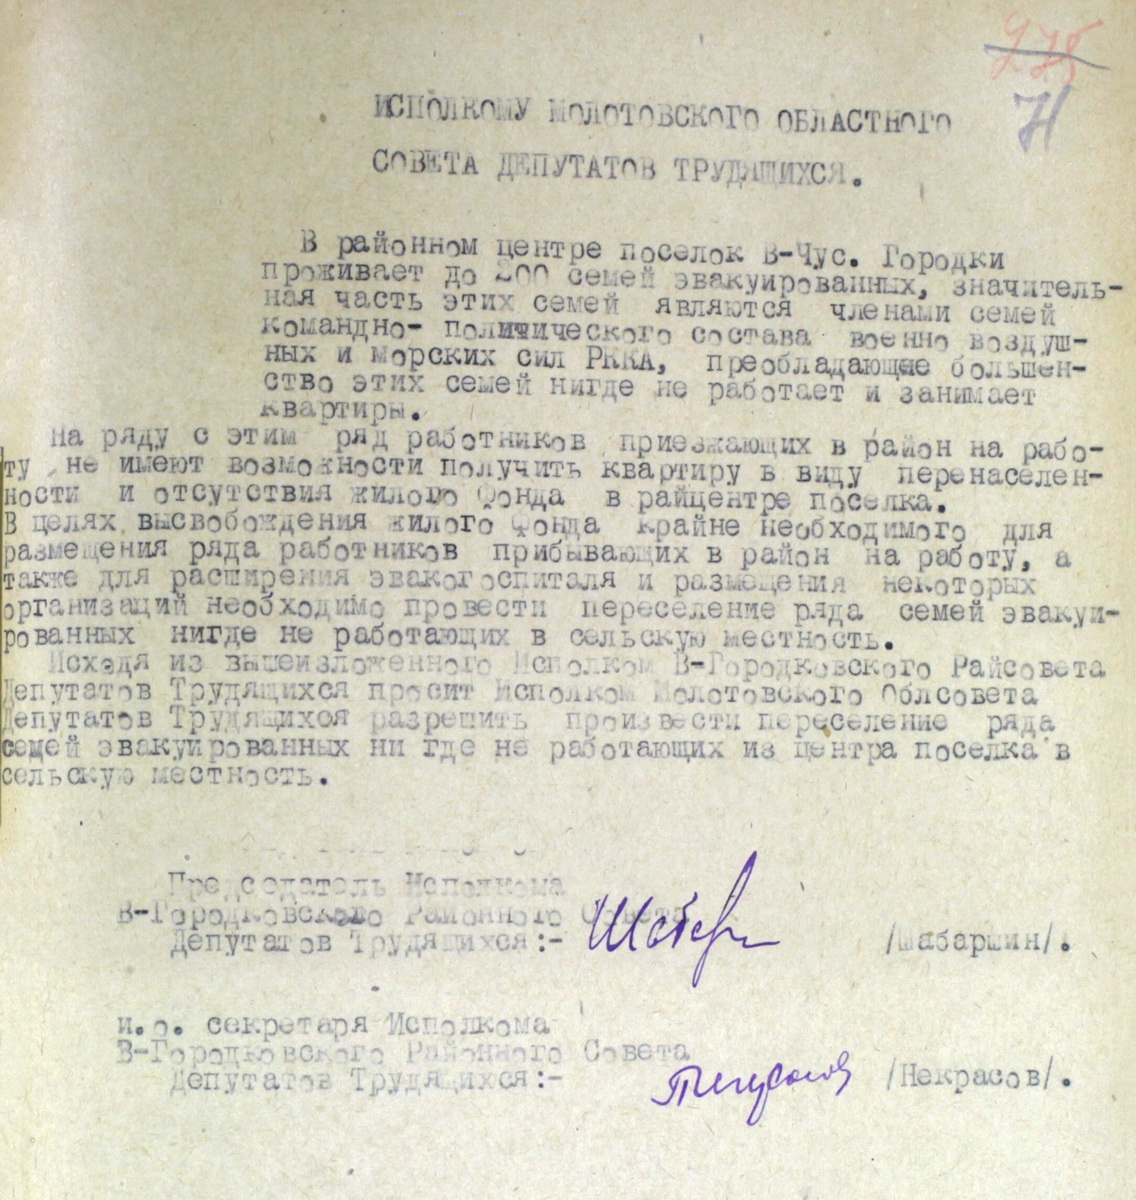 275
71
ИСПОЛКОМУ МОЛОТОВСКОГО ОБЛАСТНОГО
СОВЕТА ДЕПУТАТОВ ТРУДЯЩИХСЯ.
В районном центре поселок В-Чус. Городки
проживает до 200 семей эвакуированных, значитель-
ная часть этих семей являются членами семей
командно- политического состава военно воздуш-
ных и морских сил РККА, преобладающее большен-
ство этих семей нигде не работает и занимает
квартиры.
На ряду с этим ряд работников приезжающих в район на рабо-
ту не имеют возможности получить квартиру в виду перенаселен-
ности и отсутствия жилого фонда в райцентре поселка.
В целях высвобождения жилого фонда крайне необходимого для
размещения ряда работников прибывающих в район на работу, а
также для расширения эвакогоспиталя и размещения некоторых
организаций необходимо провести переселение ряда семей эвакуи-
рованных нигде не работающих в сельскую местность.
Исходя из вышеизложенного Исполком В-Городковского Райсовета
Депутатов Трудящихся просит Исполком Молотовского Облсовета
Депутатов Трудящихся разрешить произвести переселение ряда
семей эвакуированных ни где не работающих из центра поселка в
сельскую местность.
Председатель Исполкома
В-Городковского Районного Совета
Депутатов Трудящихся:- /Шабаршин/.
и.о. секретаря Исполкома
В-Городковского Районного Совета
Депутатов Трудящихся:- /Некрасов/.